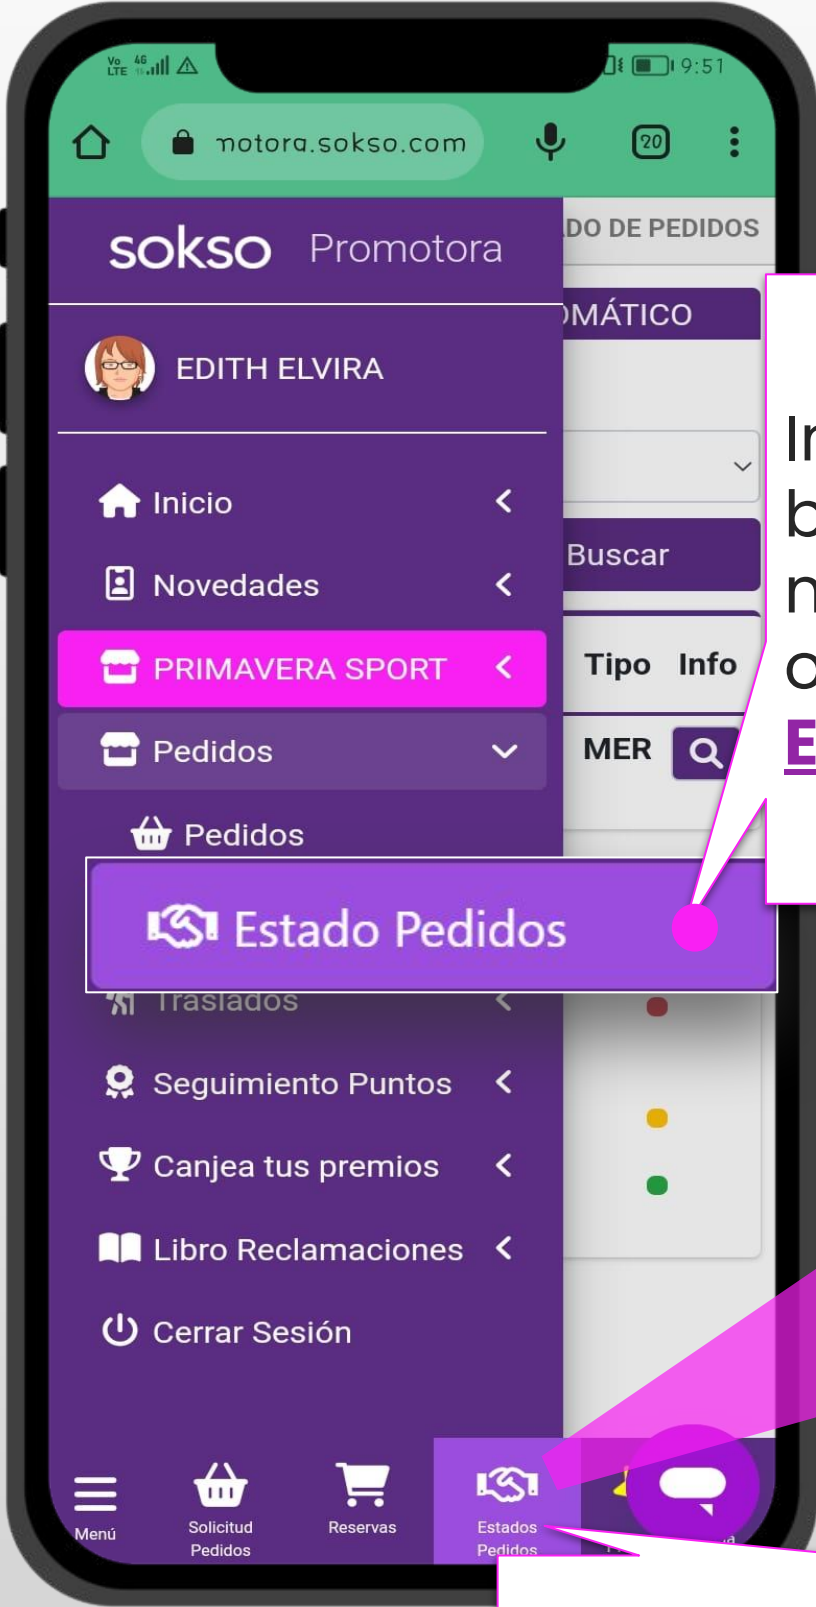 Vo LTE 4G 9:51
motora.sokso.com 20
sokso Promotora
DO DE PEDIDOS
OMÁTICO
EDITH ELVIRA
Inicio
Novedades
Buscar
PRIMAVERA SPORT
Tipo Info
Pedidos
MER
Pedidos
Estado Pedidos
Traslados
Seguimiento Puntos
Canjea tus premios
Libro Reclamaciones
Cerrar Sesión
Menú
Solicitud Pedidos
Reservas
Estados Pedidos